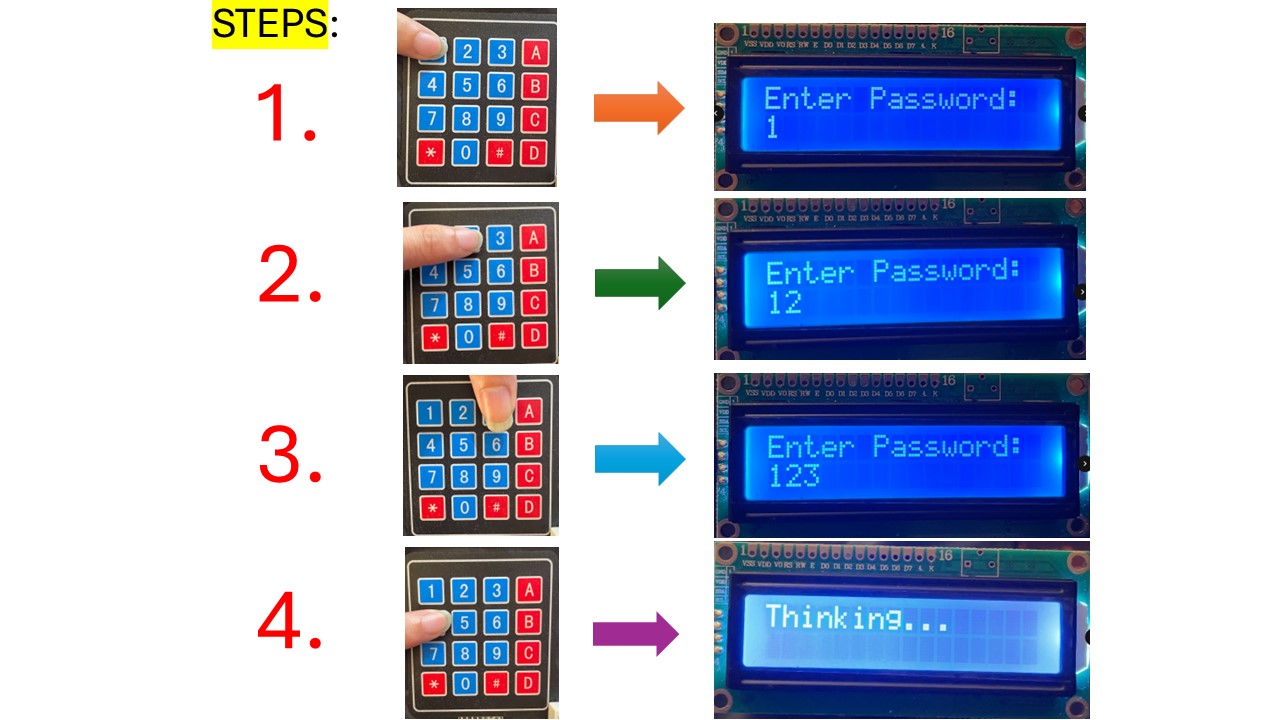 STEPS:
1.
2 3 A
4 5 6 B
7 8 9 C
* 0 # D
1 16
VSS VDD VO RS RW E D0 D1 D2 D3 D4 D5 D6 D7 A K
Enter Password:
1
2.
3 A
4 5 6 B
7 8 9 C
* 0 # D
1 16
VSS VDD VO RS RW E D0 D1 D2 D3 D4 D5 D6 D7 A K
Enter Password:
12
3.
1 2 A
4 5 6 B
7 8 9 C
* 0 # D
1 16
VSS VDD VO RS RW E D0 D1 D2 D3 D4 D5 D6 D7 A K
Enter Password:
123
4.
1 2 3 A
5 6 B
7 8 9 C
* 0 # D
1 16
VSS VDD VO RS RW E D0 D1 D2 D3 D4 D5 D6 D7 A K
Thinking...